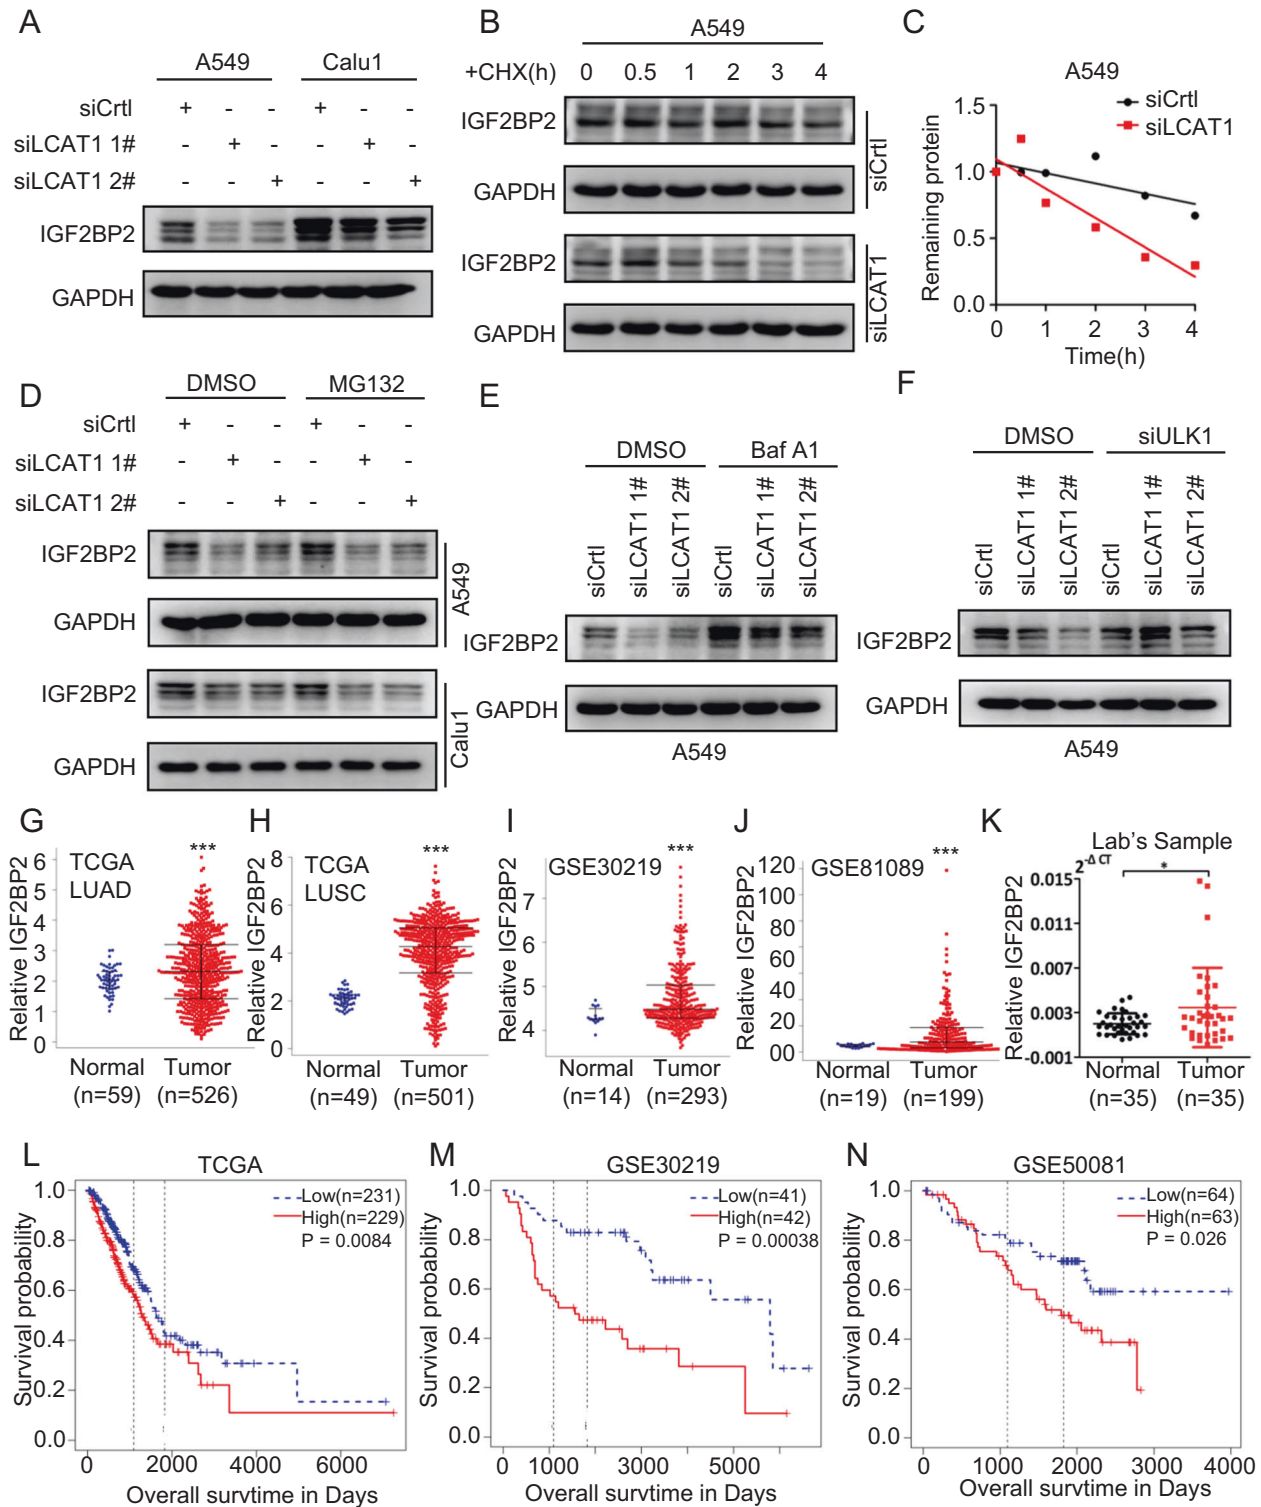 A
A549 Calu1
siCrtl + - - + - -
siLCAT1 1# - + - - + -
siLCAT1 2# - - + - - +
IGF2BP2
GAPDH
B
A549
+CHX(h) 0 0.5 1 2 3 4
IGF2BP2
GAPDH
siCrtl
IGF2BP2
GAPDH
siLCAT1
C
A549
siCrtl
siLCAT1
Remaining protein
1.5
1.0
0.5
0.0
0 1 2 3 4
Time(h)
D
DMSO MG132
siCrtl + - - + - -
siLCAT1 1# - + - - + -
siLCAT1 2# - - + - - +
IGF2BP2
GAPDH
A549
IGF2BP2
GAPDH
Calu1
E
DMSO Baf A1
siCrtl siLCAT1 1# siLCAT1 2# siCrtl siLCAT1 1# siLCAT1 2#
IGF2BP2
GAPDH
A549
F
DMSO siULK1
siCrtl siLCAT1 1# siLCAT1 2# siCrtl siLCAT1 1# siLCAT1 2#
IGF2BP2
GAPDH
A549
G
TCGA
LUAD
***
Relative IGF2BP2
6
5
4
3
2
1
0
Normal Tumor
(n=59) (n=526)
H
TCGA
LUSC
***
Relative IGF2BP2
8
6
4
2
0
Normal Tumor
(n=49) (n=501)
I
GSE30219
***
Relative IGF2BP2
7
6
5
4
Normal Tumor
(n=14) (n=293)
J
GSE81089
***
Relative IGF2BP2
120
80
60
40
20
00
Normal Tumor
(n=19) (n=199)
K
Lab's Sample
2-Δ CT
*
Relative IGF2BP2
0.015
0.011
0.007
0.003
-0.001
Normal Tumor
(n=35) (n=35)
L
TCGA
Low(n=231)
High(n=229)
P = 0.0084
Survival probability
1.0
0.8
0.6
0.4
0.2
0.0
0 2000 4000 6000
Overall survtime in Days
M
GSE30219
Low(n=41)
High(n=42)
P = 0.00038
Survival probability
1.0
0.8
0.6
0.4
0.2
0.0
0 1000 3000 5000
Overall survtime in Days
N
GSE50081
Low(n=64)
High(n=63)
P = 0.026
Survival probability
1.0
0.8
0.6
0.4
0.2
0.0
0 1000 2000 3000 4000
Overall survtime in Days